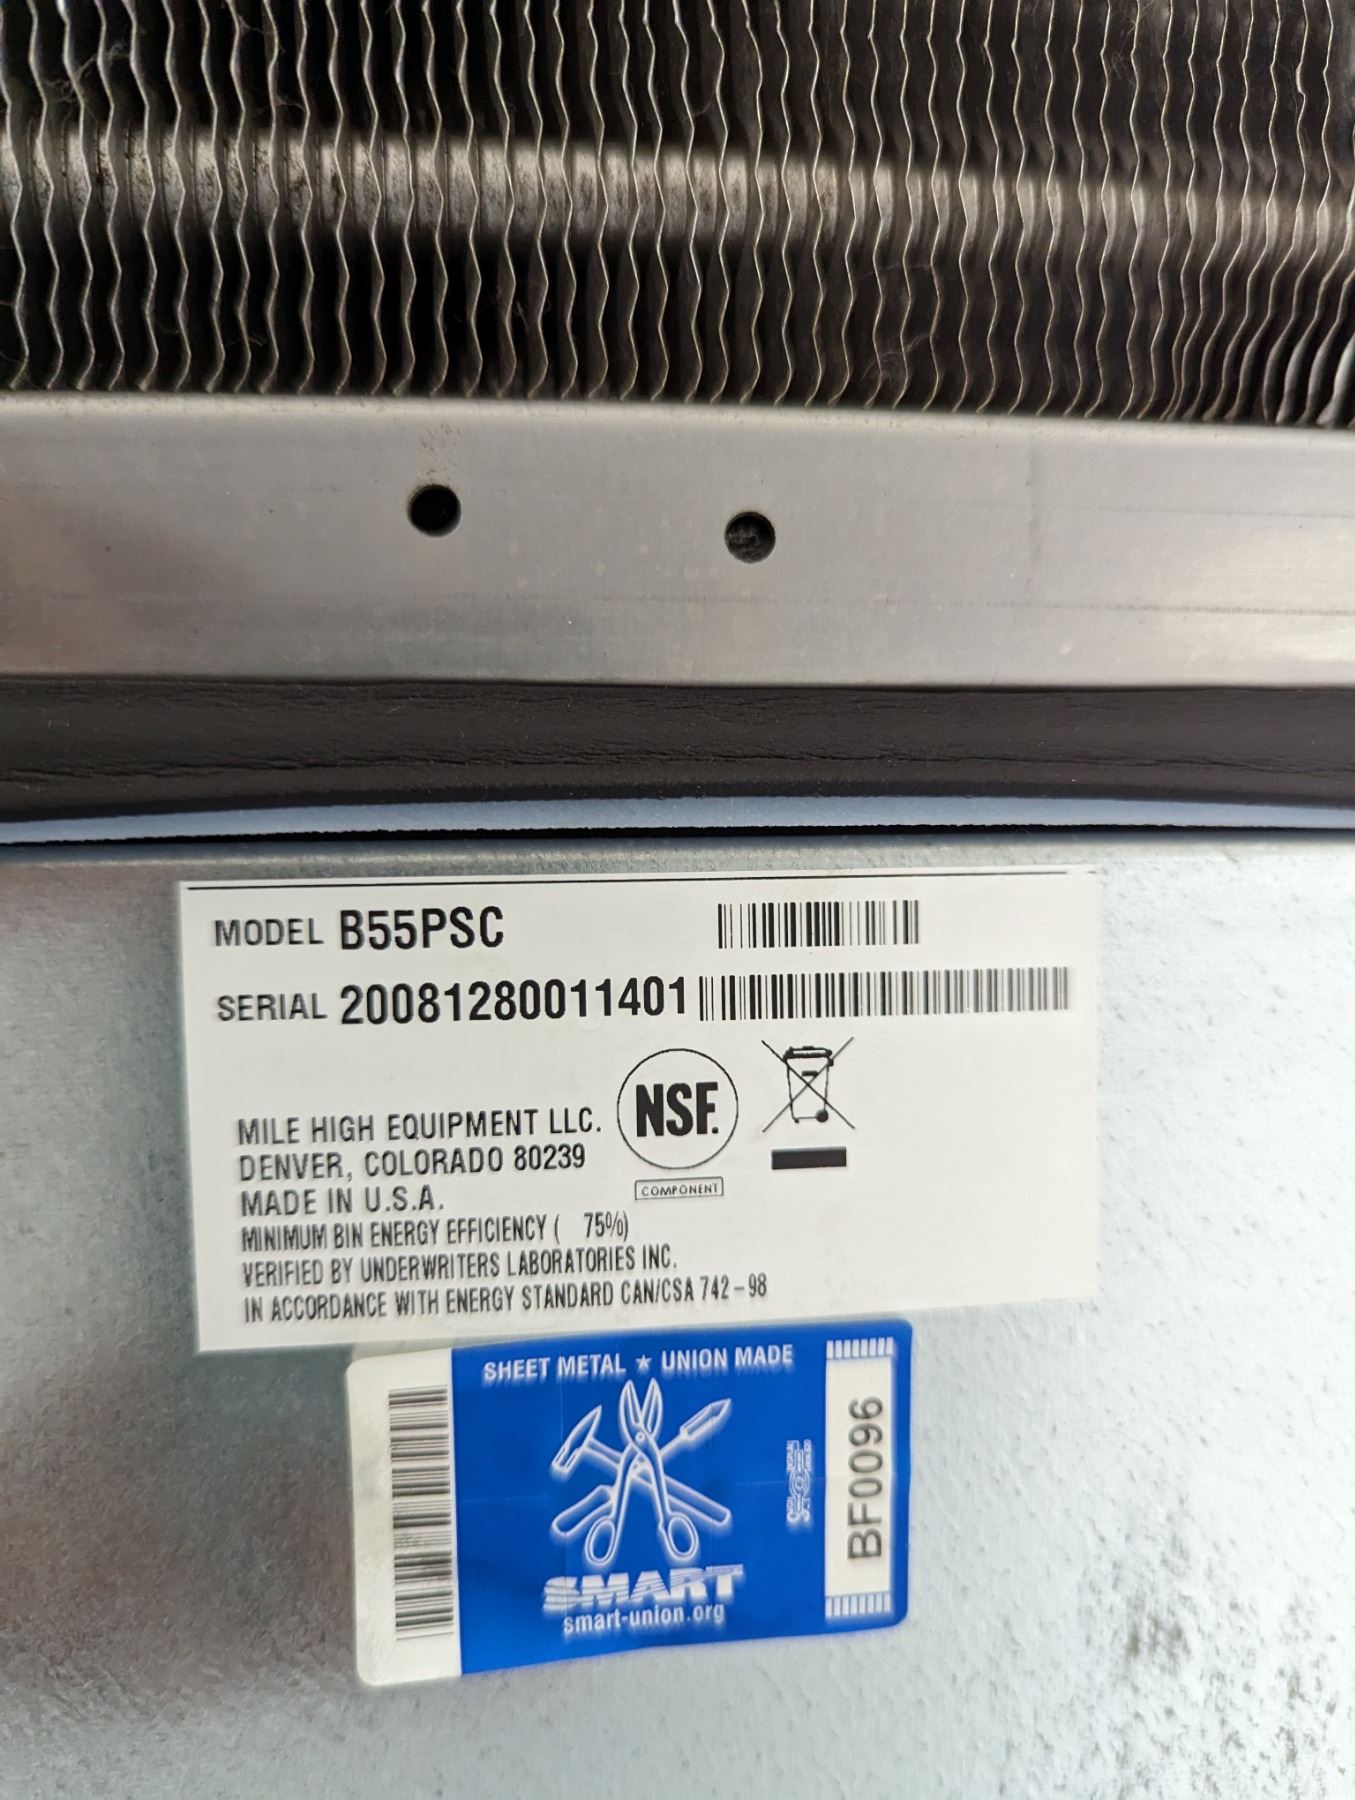 MODEL B55PSC
SERIAL 20081280011401
NSF.
COMPONENT
MILE HIGH EQUIPMENT LLC.
DENVER, COLORADO 80239
MADE IN U.S.A.
MINIMUM BIN ENERGY EFFICIENCY ( 75%)
VERIFIED BY UNDERWRITERS LABORATORIES INC.
IN ACCORDANCE WITH ENERGY STANDARD CAN/CSA 742-98
SHEET METAL ★ UNION MADE
SMART
smart-union.org
BF0096